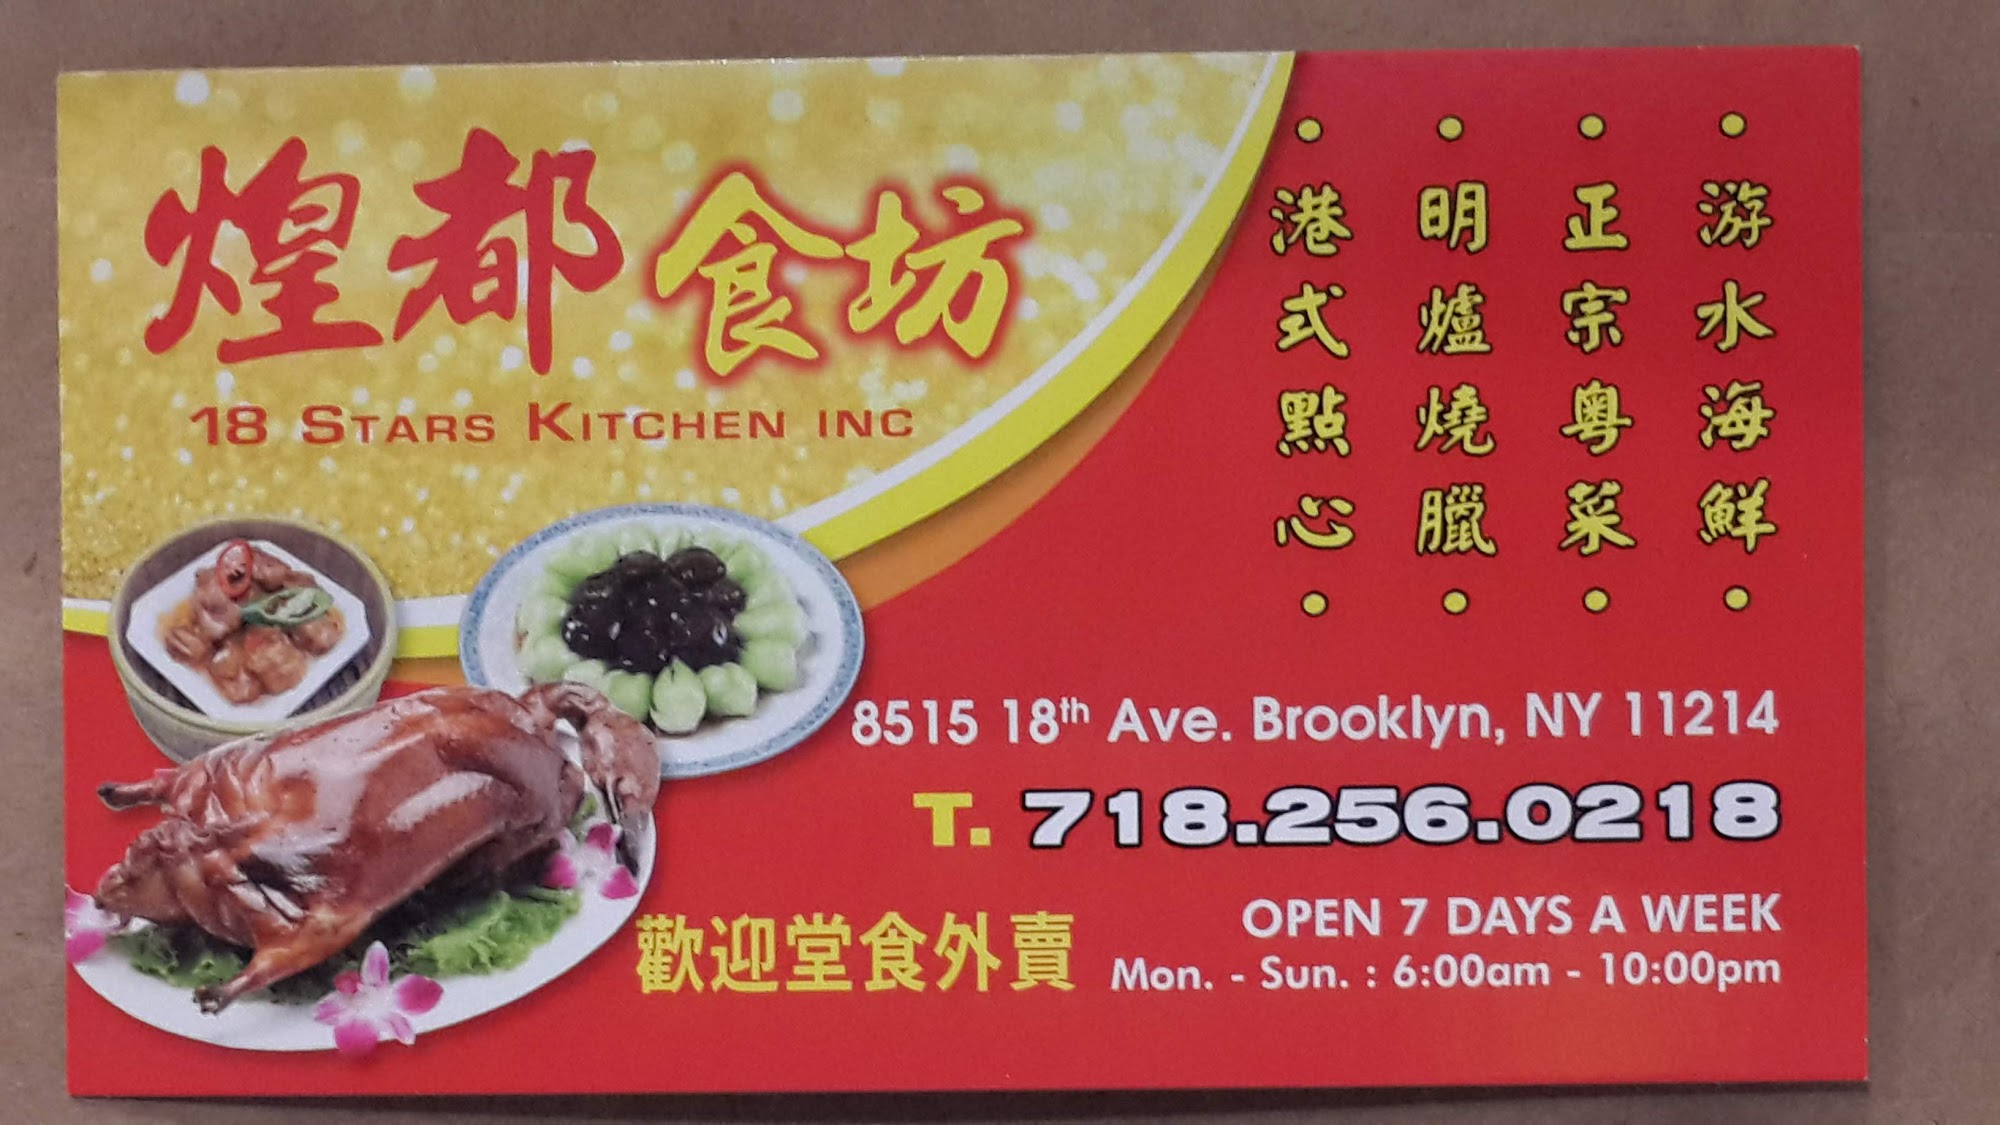 煌都食坊
18 STARS KITCHEN INC
游水海鮮
正宗粤菜
明爐燒臘
港式點心
8515 18th Ave. Brooklyn, NY 11214
T. 718.256.0218
歡迎堂食外賣
OPEN 7 DAYS A WEEK
Mon. - Sun. : 6:00am - 10:00pm